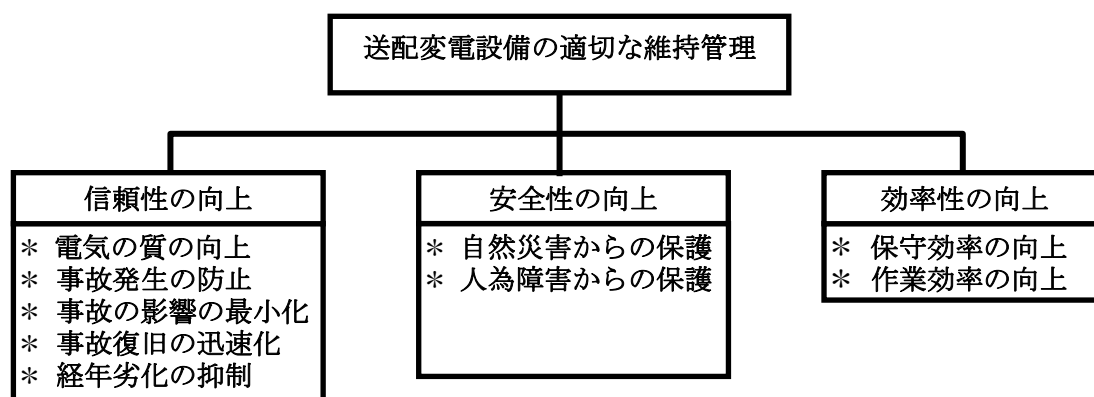 送配変電設備の適切な維持管理
信頼性の向上
＊ 電気の質の向上
＊ 事故発生の防止
＊ 事故の影響の最小化
＊ 事故復旧の迅速化
＊ 経年劣化の抑制
安全性の向上
＊ 自然災害からの保護
＊ 人為障害からの保護
効率性の向上
＊ 保守効率の向上
＊ 作業効率の向上